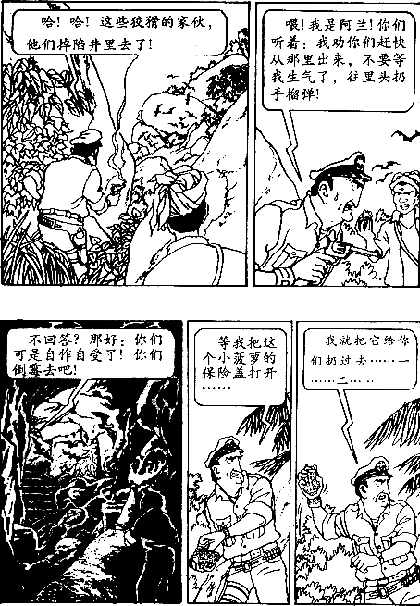 哈！哈！这些狡猾的家伙，
他们掉陷井里去了！
喂！我是阿兰！你们
听着：我劝你们赶快
从那里出来，不要等
我生气了，往里头扔
手榴弹！
不回答？那好：你们
可是自作自受了！你们
倒霉去吧！
等我把这
个小菠萝的
保险盖打开
……
我就把它给你
们扔过去……一
……二……